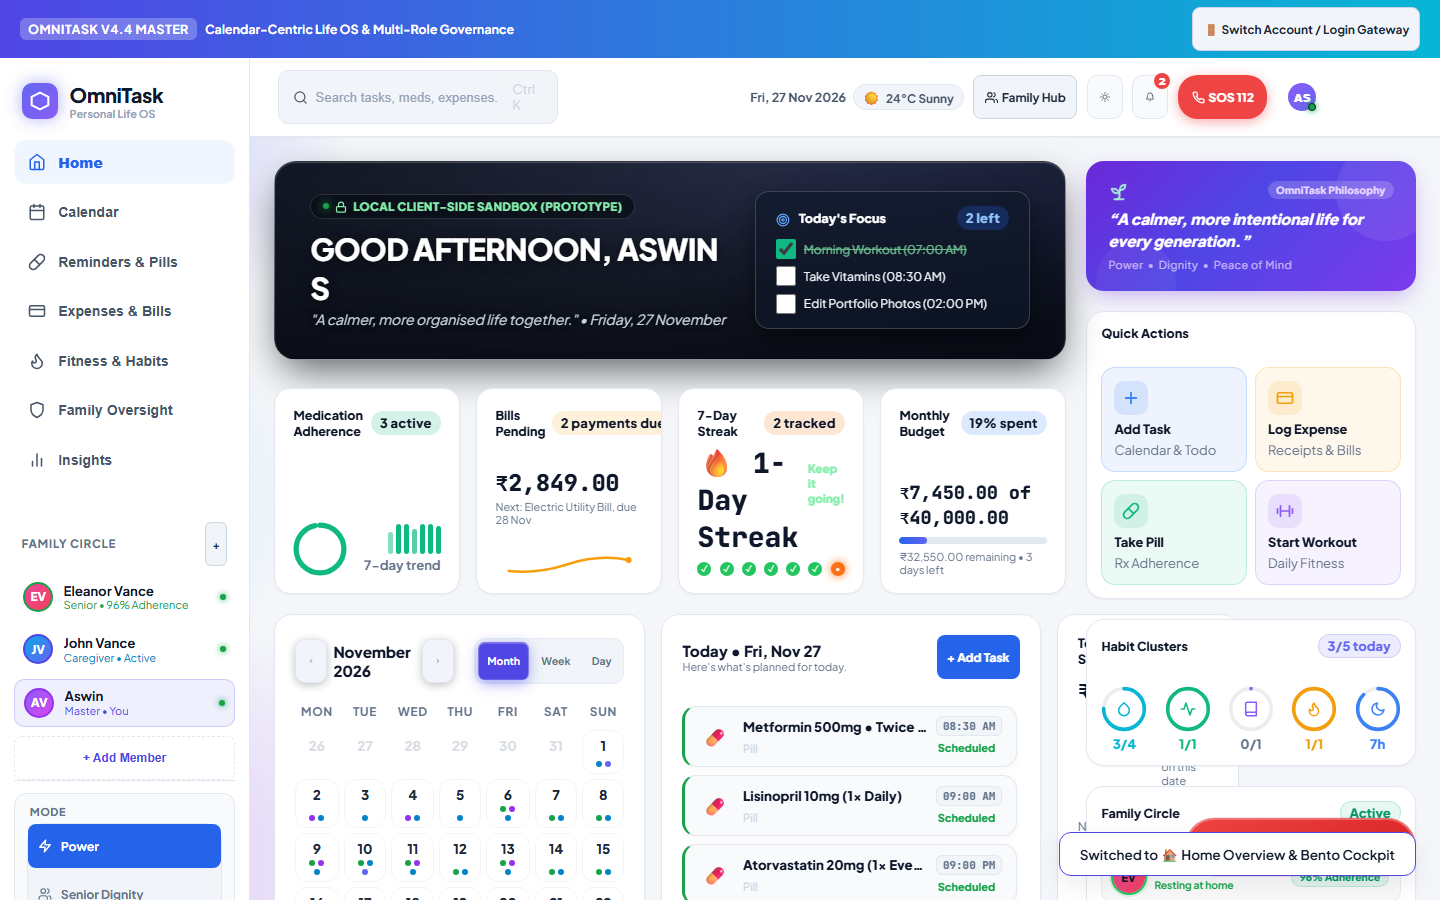 OMNITASK V4.4 MASTER
Calendar-Centric Life OS & Multi-Role Governance
Switch Account / Login Gateway
OmniTask
Personal Life OS
Search tasks, meds, expenses.
Ctrl
K
Fri, 27 Nov 2026
24°C Sunny
Family Hub
2
SOS 112
AS
Home
Calendar
Reminders & Pills
Expenses & Bills
Fitness & Habits
Family Oversight
Insights
FAMILY CIRCLE
+
EV
Eleanor Vance
Senior • 96% Adherence
JV
John Vance
Caregiver • Active
AV
Aswin
Master • You
+ Add Member
MODE
Power
Senior Dignity
LOCAL CLIENT-SIDE SANDBOX (PROTOTYPE)
GOOD AFTERNOON, ASWIN
S
"A calmer, more organised life together." • Friday, 27 November
Today's Focus
2 left
Morning Workout (07:00 AM)
Take Vitamins (08:30 AM)
Edit Portfolio Photos (02:00 PM)
OmniTask Philosophy
“A calmer, more intentional life for
every generation.”
Power • Dignity • Peace of Mind
Quick Actions
Add Task
Calendar & Todo
Log Expense
Receipts & Bills
Take Pill
Rx Adherence
Start Workout
Daily Fitness
Medication
Adherence
3 active
7-day trend
Bills
Pending
2 payments due
₹2,849.00
Next: Electric Utility Bill, due
28 Nov
7-Day
Streak
2 tracked
🔥 1-
Day
Streak
Keep
it
going!
Monthly
Budget
19% spent
₹7,450.00 of
₹40,000.00
₹32,550.00 remaining • 3
days left
November
2026
Month
Week
Day
MON TUE WED THU FRI SAT SUN
26 27 28 29 30 31 1
2 3 4 5 6 7 8
9 10 11 12 13 14 15
Today • Fri, Nov 27
Here's what's planned for today.
+ Add Task
Metformin 500mg • Twice ...
08:30 AM
Pill
Scheduled
Lisinopril 10mg (1x Daily)
09:00 AM
Pill
Scheduled
Atorvastatin 20mg (1x Eve...
09:00 PM
Pill
Scheduled
Habit Clusters
3/5 today
3/4
1/1
0/1
1/1
7h
on this
date
Family Circle
Active
Switched to 🏠 Home Overview & Bento Cockpit
EV
Resting at home
96% Adherence